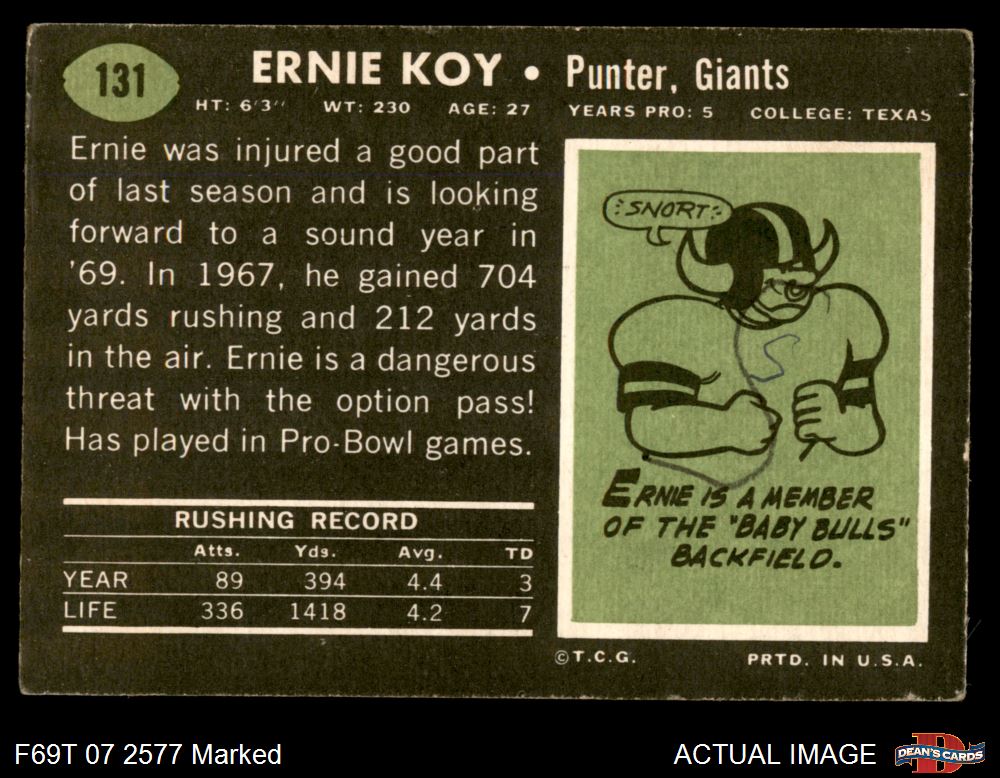 131
ERNIE KOY • Punter, Giants
HT: 6'3" WT: 230 AGE: 27 YEARS PRO: 5 COLLEGE: TEXAS
Ernie was injured a good part
of last season and is looking
forward to a sound year in
'69. In 1967, he gained 704
yards rushing and 212 yards
in the air. Ernie is a dangerous
threat with the option pass!
Has played in Pro-Bowl games.
RUSHING RECORD
Atts. Yds. Avg. TD
YEAR 89 394 4.4 3
LIFE 336 1418 4.2 7
SNORT
S
ERNIE IS A MEMBER
OF THE "BABY BULLS"
BACKFIELD.
© T.C.G. PRTD. IN U.S.A.
F69T 07 2577 Marked
ACTUAL IMAGE
DEAN'S CARDS